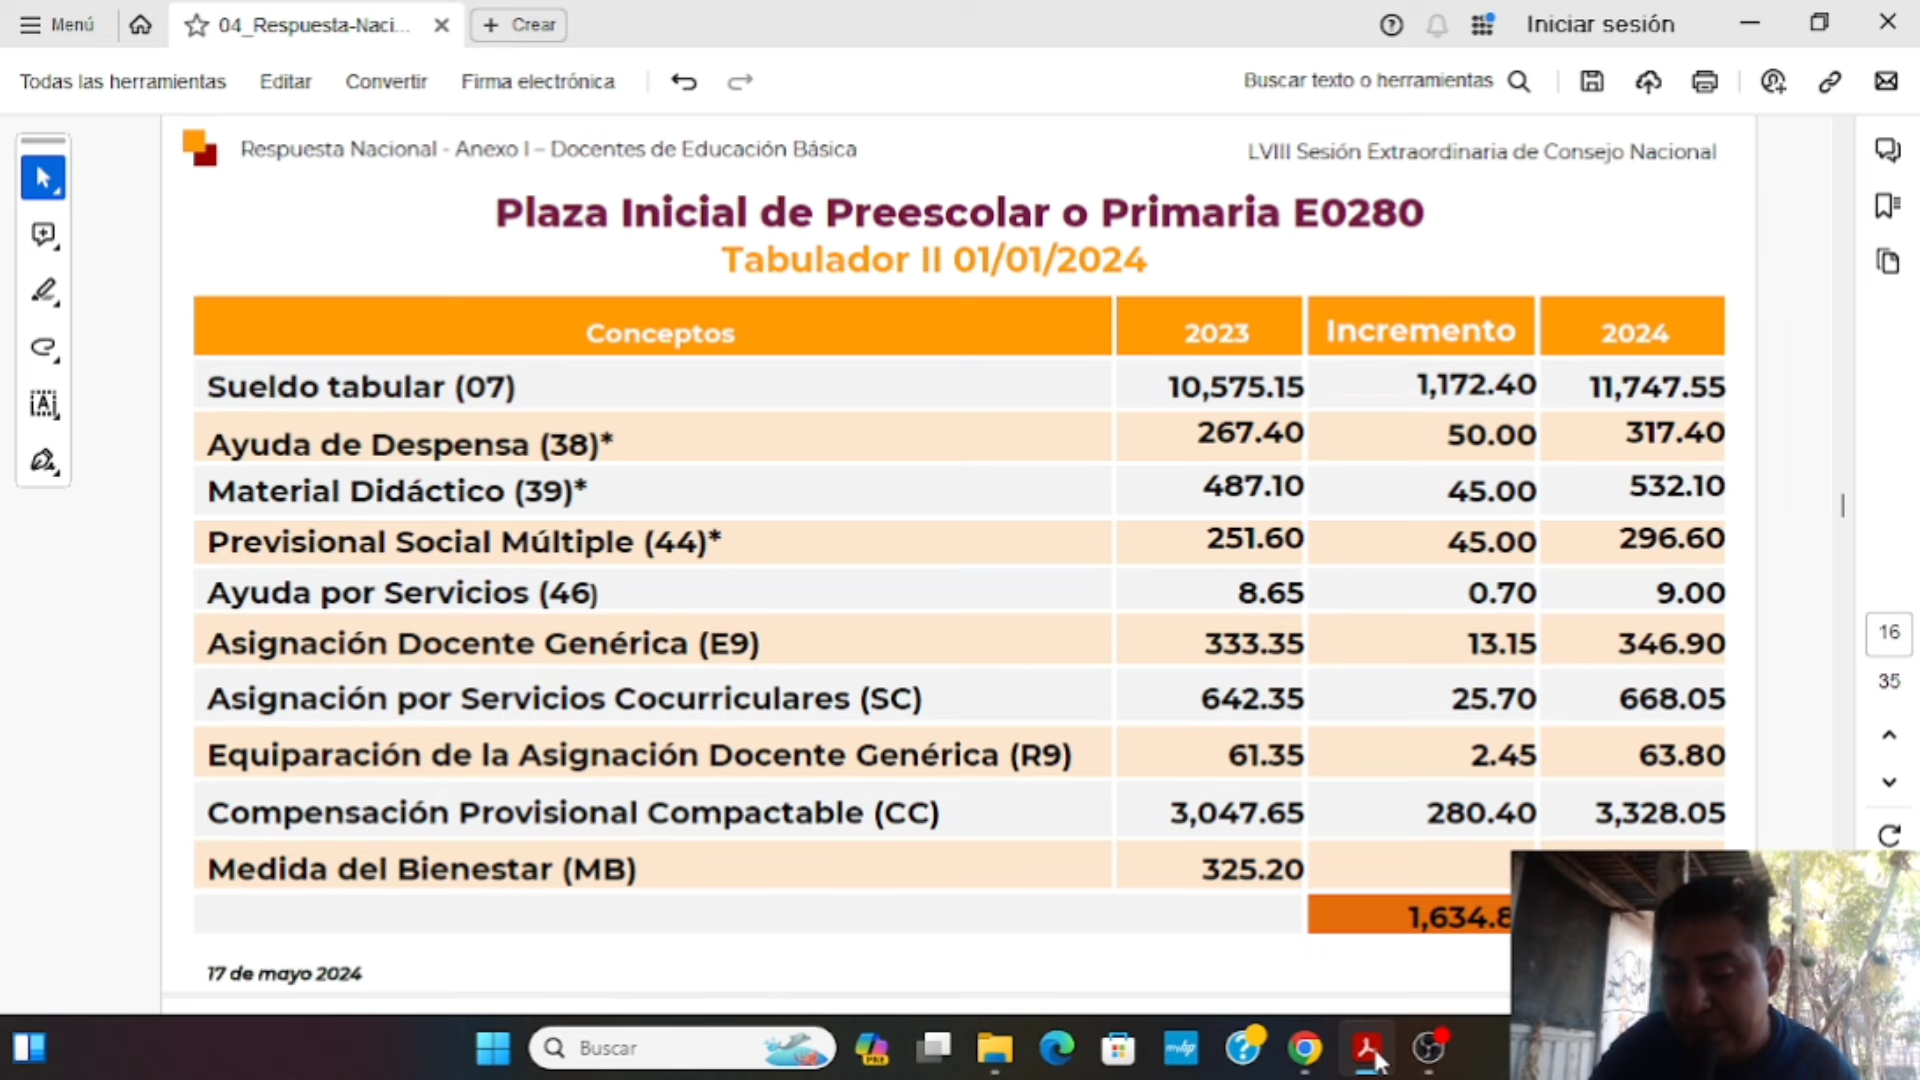 Menú
04_Respuesta-Naci...
Crear
Iniciar sesión
Todas las herramientas
Editar
Convertir
Firma electrónica
Buscar texto o herramientas
Respuesta Nacional - Anexo I – Docentes de Educación Básica
LVIII Sesión Extraordinaria de Consejo Nacional
Plaza Inicial de Preescolar o Primaria E0280
Tabulador II 01/01/2024
Conceptos 2023 Incremento 2024
Sueldo tabular (07) 10,575.15 1,172.40 11,747.55
Ayuda de Despensa (38)* 267.40 50.00 317.40
Material Didáctico (39)* 487.10 45.00 532.10
Previsional Social Múltiple (44)* 251.60 45.00 296.60
Ayuda por Servicios (46) 8.65 0.70 9.00
Asignación Docente Genérica (E9) 333.35 13.15 346.90
Asignación por Servicios Cocurriculares (SC) 642.35 25.70 668.05
Equiparación de la Asignación Docente Genérica (R9) 61.35 2.45 63.80
Compensación Provisional Compactable (CC) 3,047.65 280.40 3,328.05
Medida del Bienestar (MB) 325.20
1,634.8
17 de mayo 2024
16
35
Buscar
PRE
myhp